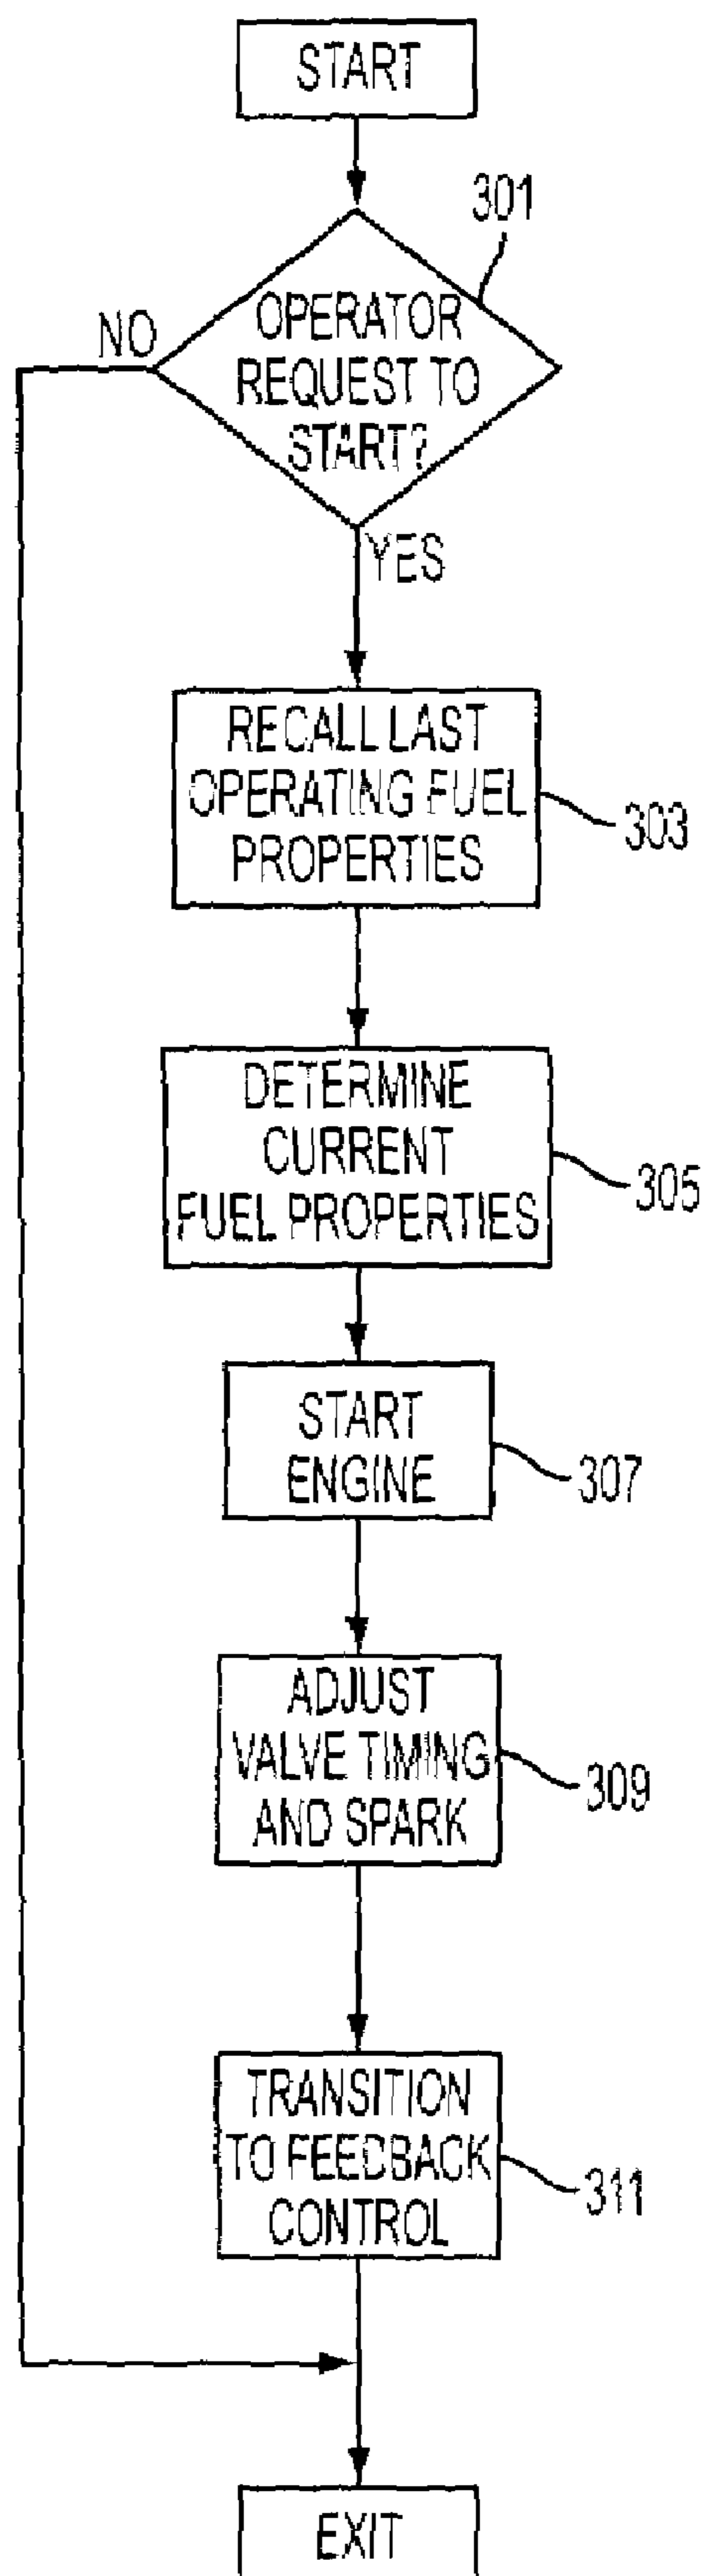 START
301
OPERATOR
REQUEST TO
START?
NO
YES
RECALL LAST
OPERATING FUEL
PROPERTIES
303
DETERMINE
CURRENT
FUEL PROPERTIES
305
START
ENGINE
307
ADJUST
VALVE TIMING
AND SPARK
309
TRANSITION
TO FEEDBACK
CONTROL
311
EXIT